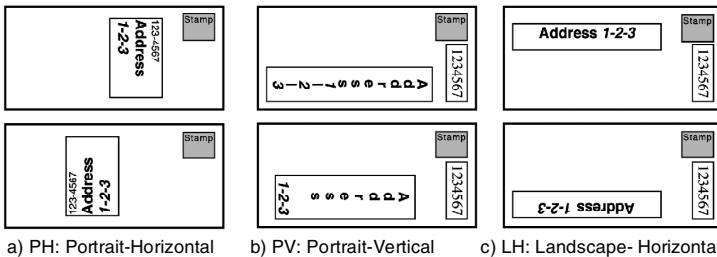 Stamp
123-4567
Address
1-2-3
Stamp
1234567
Address1–2–3
Stamp
1234567
Address 1-2-3
Stamp
123-4567
Address
1-2-3
Stamp
1234567
Address
1-2-3
Stamp
1234567
Address 1-2-3
a) PH: Portrait-Horizontal
b) PV: Portrait-Vertical
c) LH: Landscape- Horizonta